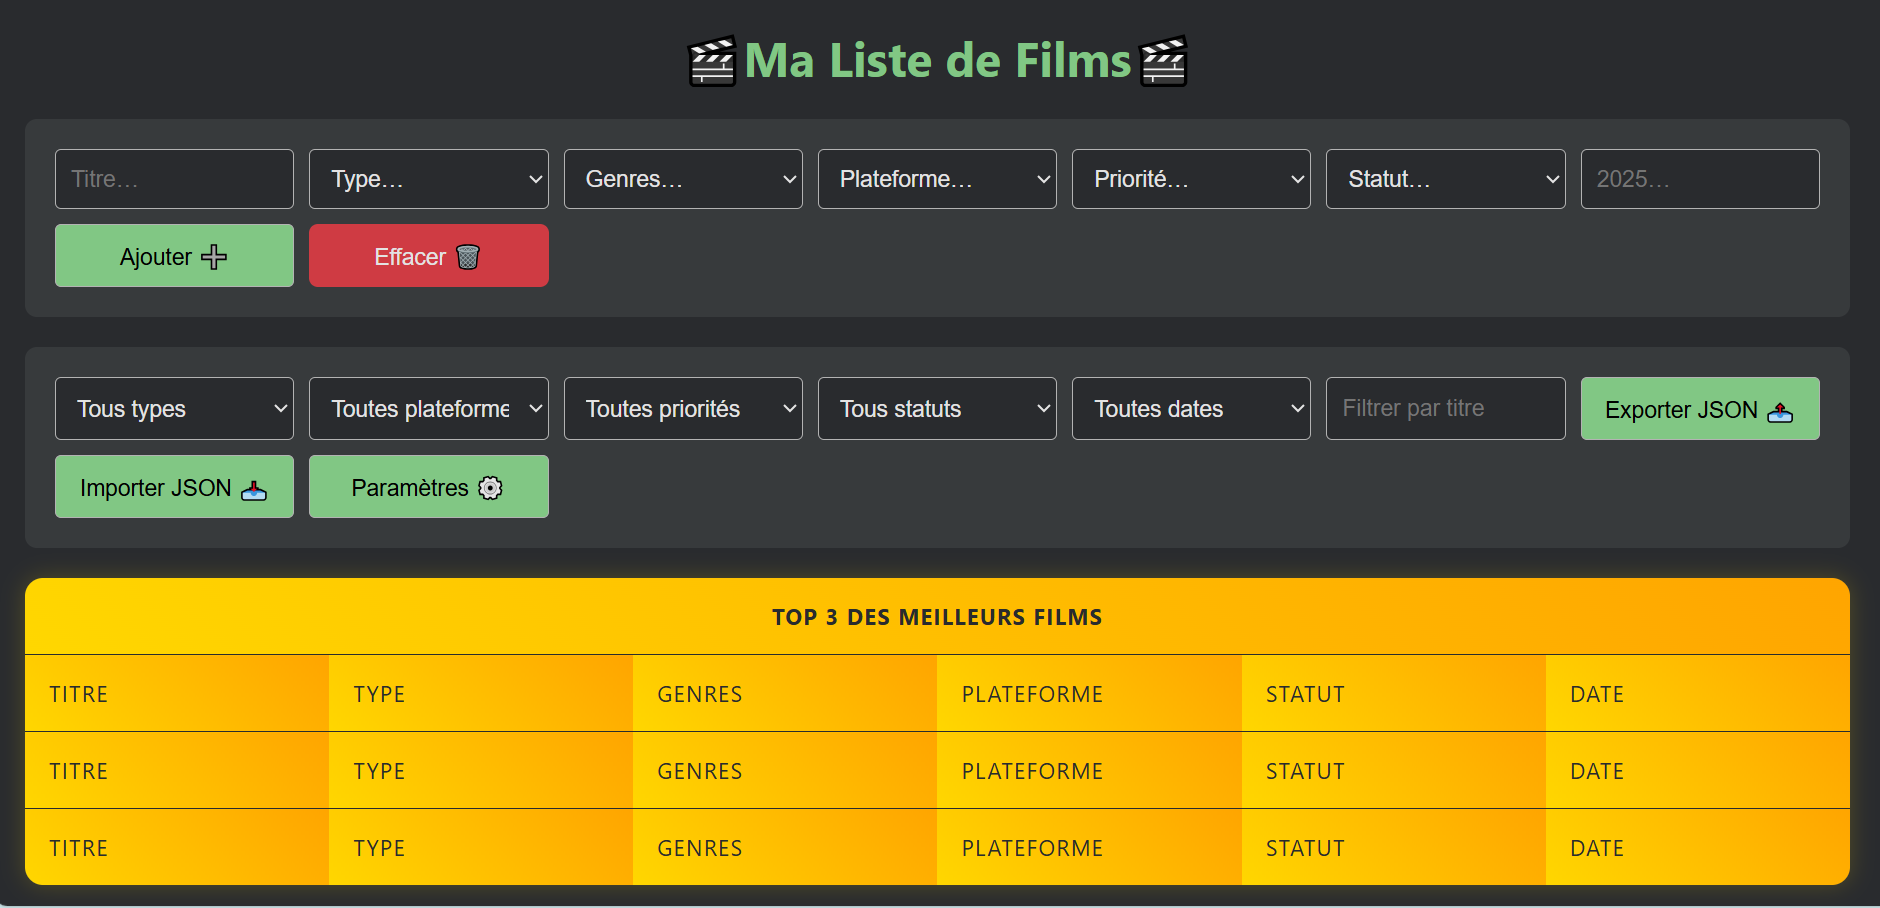 Ma Liste de Films
Titre... Type... Genres... Plateforme... Priorité... Statut... 2025...
Ajouter Effacer
Tous types Toutes plateforme Toutes priorités Tous statuts Toutes dates Filtrer par titre Exporter JSON
Importer JSON Paramètres
TOP 3 DES MEILLEURS FILMS
TITRE TYPE GENRES PLATEFORME STATUT DATE
TITRE TYPE GENRES PLATEFORME STATUT DATE
TITRE TYPE GENRES PLATEFORME STATUT DATE